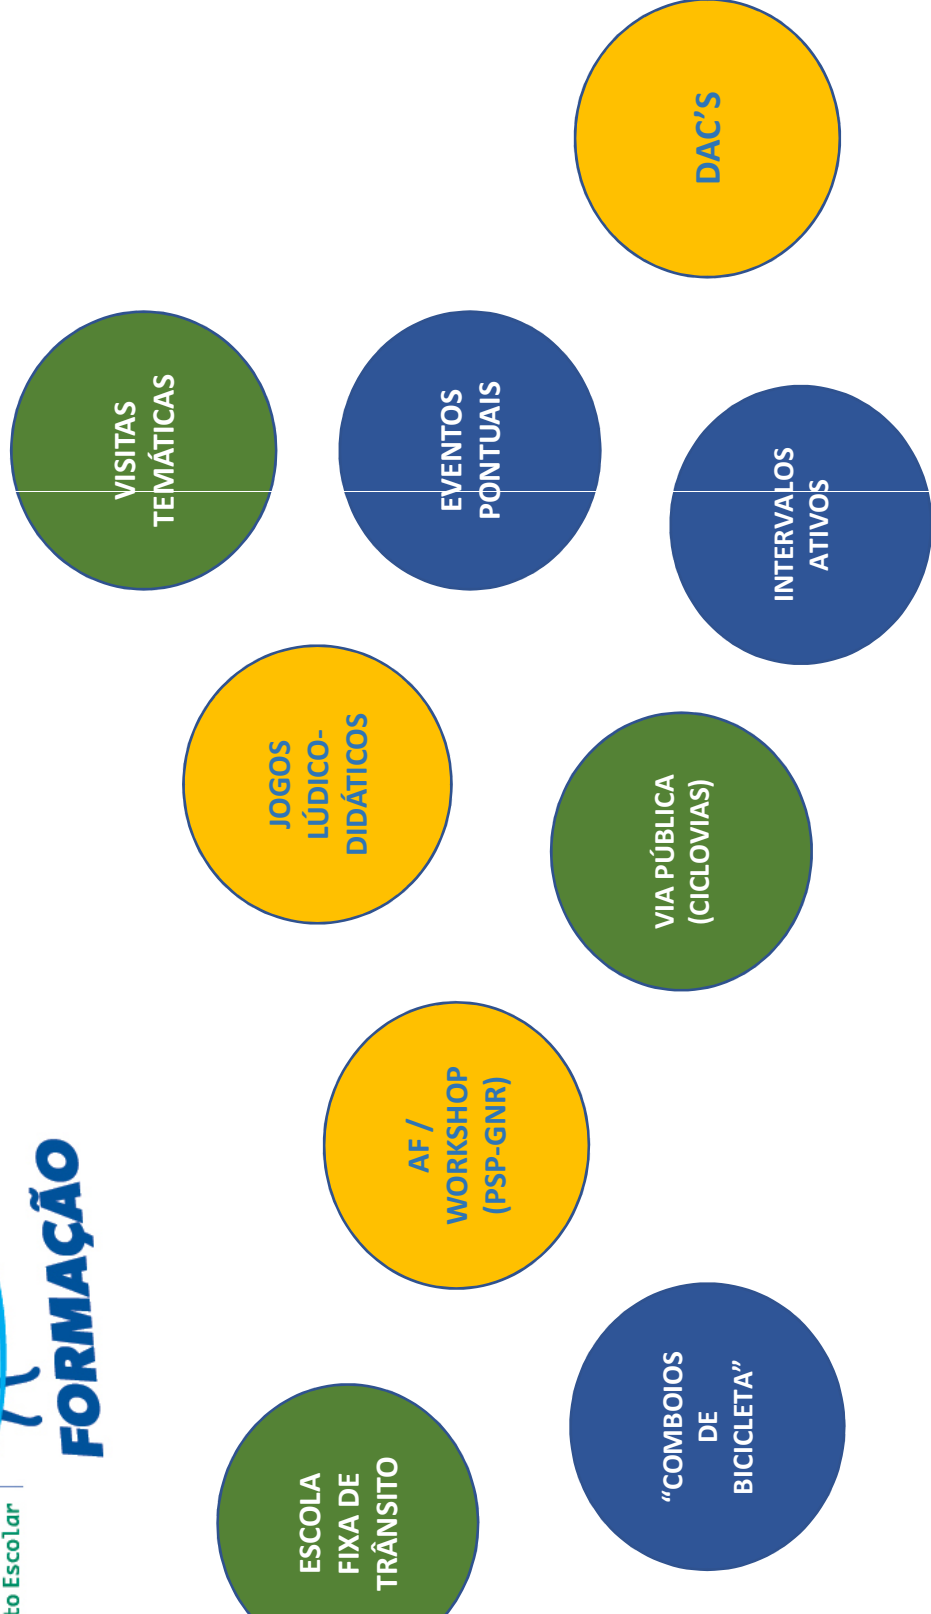 to Escolar
FORMAÇÃO
VISITAS
TEMÁTICAS
JOGOS
LÚDICO-
DIDÁTICOS
ESCOLA
FIXA DE
TRÂNSITO
AF /
WORKSHOP
(PSP-GNR)
EVENTOS
PONTUAIS
“COMBOIOS
DE
BICICLETA”
VIA PÚBLICA
(CICLOVIAS)
DAC’S
INTERVALOS
ATIVOS